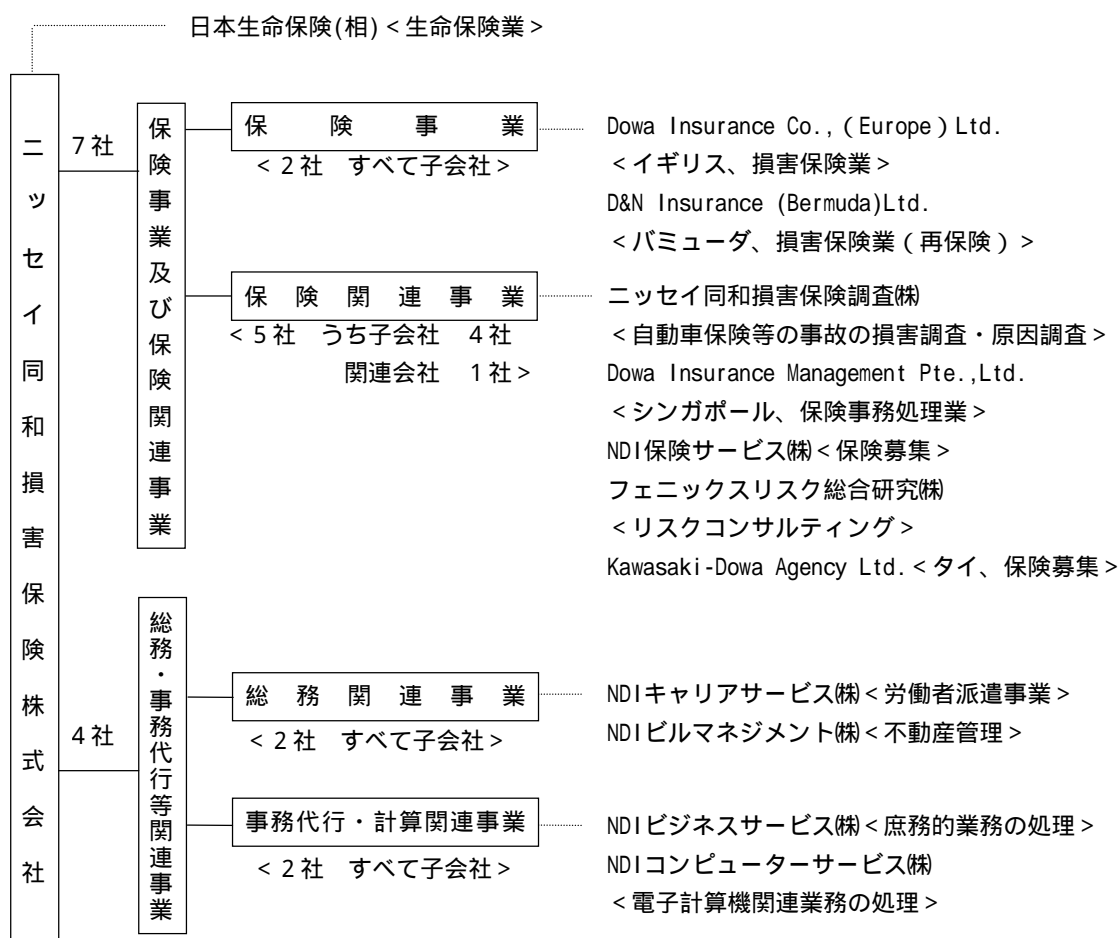 日本生命保険(相)<生命保険業>
ニッセイ同和損害保険株式会社
7社
保険事業及び保険関連事業
保険事業
<2社 すべて子会社>
Dowa Insurance Co.,(Europe)Ltd.
<イギリス、損害保険業>
D&N Insurance (Bermuda)Ltd.
<バミューダ、損害保険業(再保険)>
保険関連事業
<5社 うち子会社 4社
関連会社 1社>
ニッセイ同和損害保険調査㈱
<自動車保険等の事故の損害調査・原因調査>
Dowa Insurance Management Pte.,Ltd.
<シンガポール、保険事務処理業>
NDI保険サービス㈱<保険募集>
フェニックスリスク総合研究㈱
<リスクコンサルティング>
Kawasaki-Dowa Agency Ltd.<タイ、保険募集>
4社
総務・事務代行等関連事業
総務関連事業
<2社 すべて子会社>
NDIキャリアサービス㈱<労働者派遣事業>
NDIビルマネジメント㈱<不動産管理>
事務代行・計算関連事業
<2社 すべて子会社>
NDIビジネスサービス㈱<庶務的業務の処理>
NDIコンピューターサービス㈱
<電子計算機関連業務の処理>